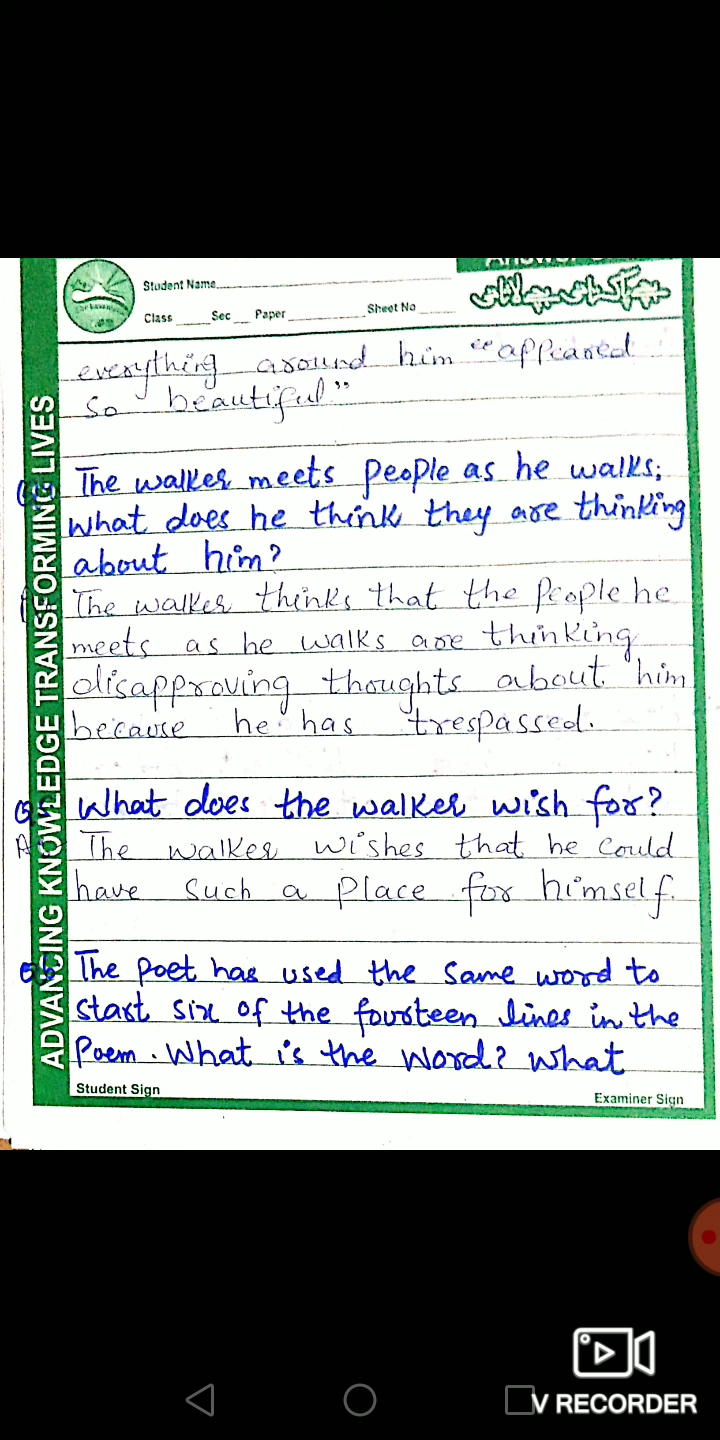 Student Name
Class Sec Paper Sheet No
everything around him "appeared
so beautiful"
The walker meets people as he walks;
what does he think they are thinking
about him?
The walker thinks that the people he
meets as he walks are thinking
disapproving thoughts about him
because he has trespassed.
What does the walker wish for?
The walker wishes that he could
have such a place for himself.
The poet has used the same word to
start six of the fourteen lines in the
Poem. What is the word? What
Student Sign
Examiner Sign
ADVANCING KNOWLEDGE TRANSFORMING LIVES
V RECORDER